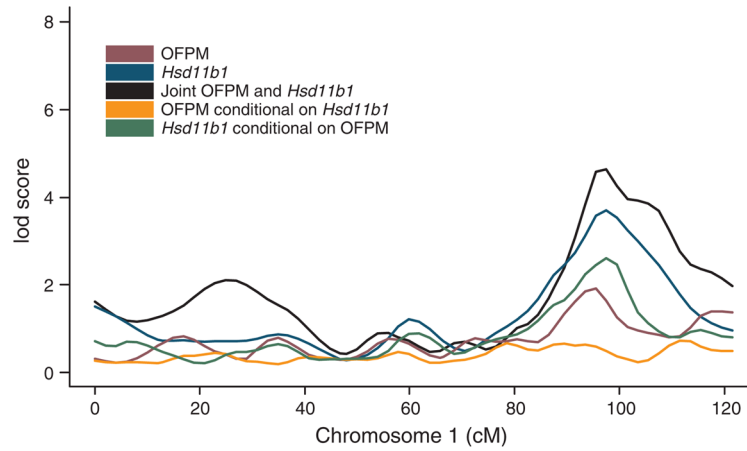 8
6
4
2
0
lod score
OFPM
Hsd11b1
Joint OFPM and Hsd11b1
OFPM conditional on Hsd11b1
Hsd11b1 conditional on OFPM
0 20 40 60 80 100 120
Chromosome 1 (cM)